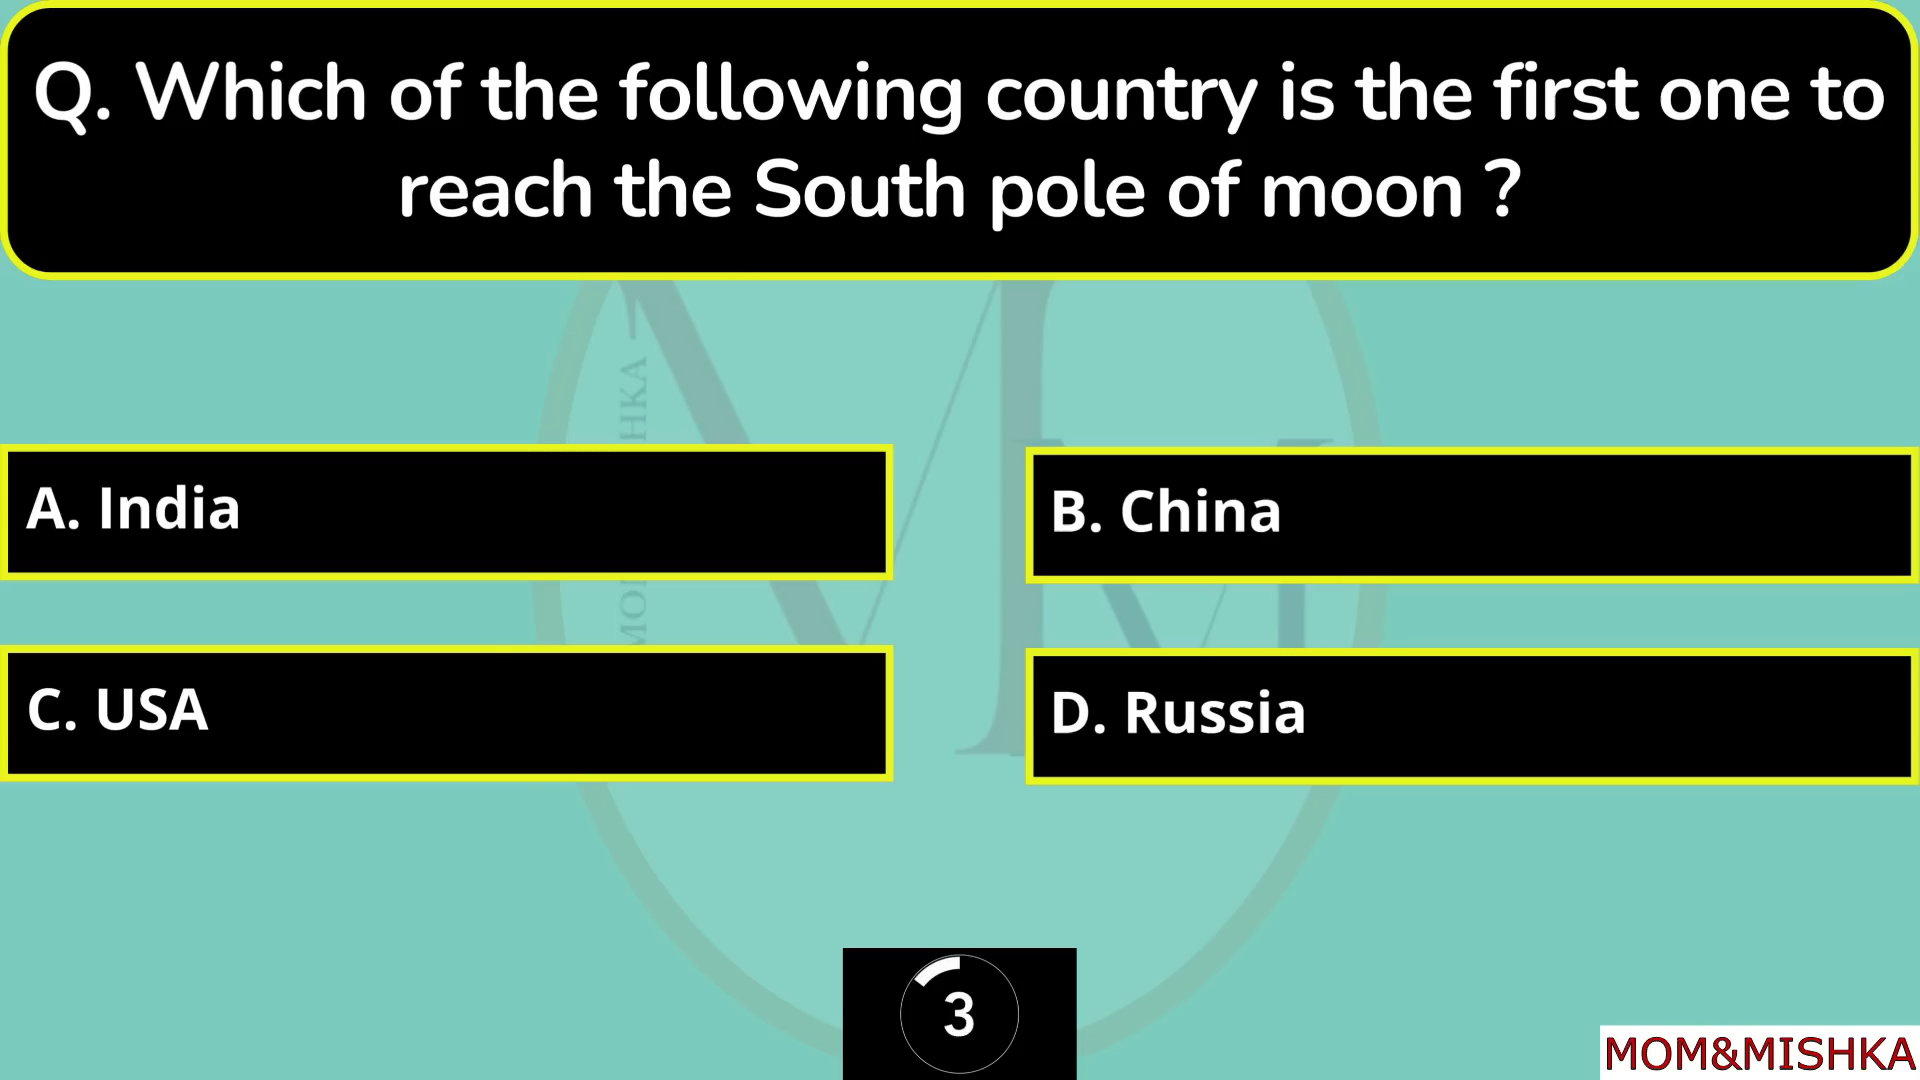 Q. Which of the following country is the first one to
reach the South pole of moon ?
A. India
B. China
C. USA
D. Russia
3
MOM&MISHKA